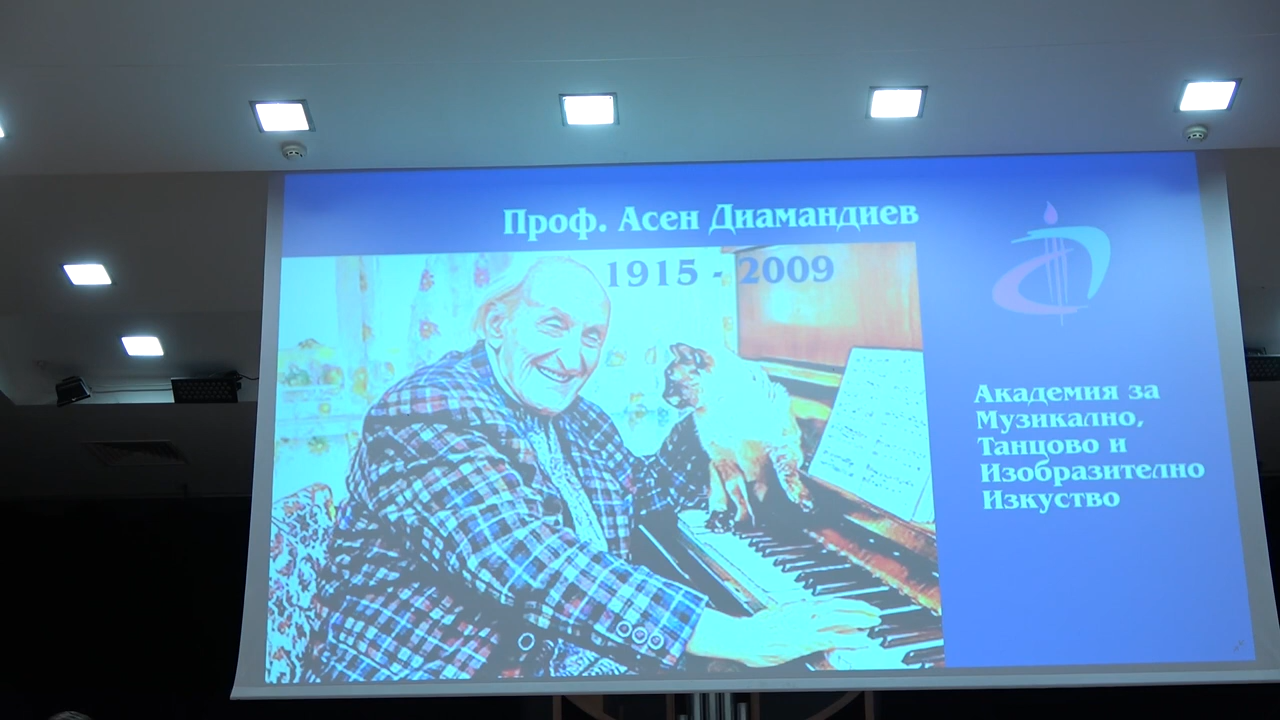 Проф. Асен Диамандиев
1915 - 2009
Академия за
Музикално,
Танцово и
Изобразително
Изкуство